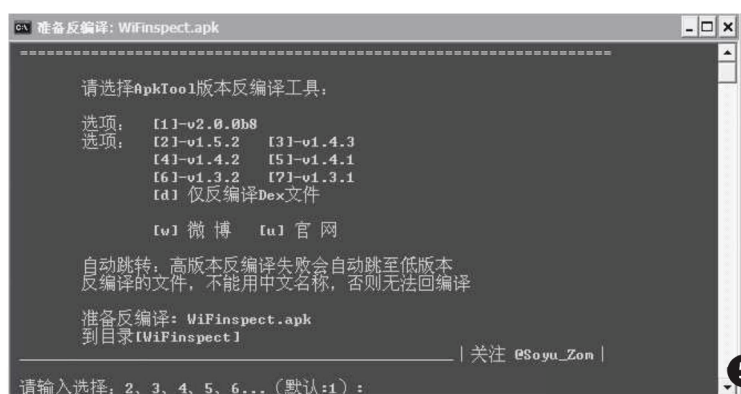 准备反编译: WiFinspect.apk
请选择ApkTool版本反编译工具:
选项: [1]-v2.0.0b8
选项: [2]-v1.5.2 [3]-v1.4.3
[4]-v1.4.2 [5]-v1.4.1
[6]-v1.3.2 [7]-v1.3.1
[d] 仅反编译Dex文件
[w] 微 博 [u] 官 网
自动跳转: 高版本反编译失败会自动跳至低版本
反编译的文件, 不能用中文名称, 否则无法回编译
准备反编译: WiFinspect.apk
到目录[WiFinspect]
|关注 @Soyu_Zom |
请输入选择: 2、3、4、5、6...(默认:1) :